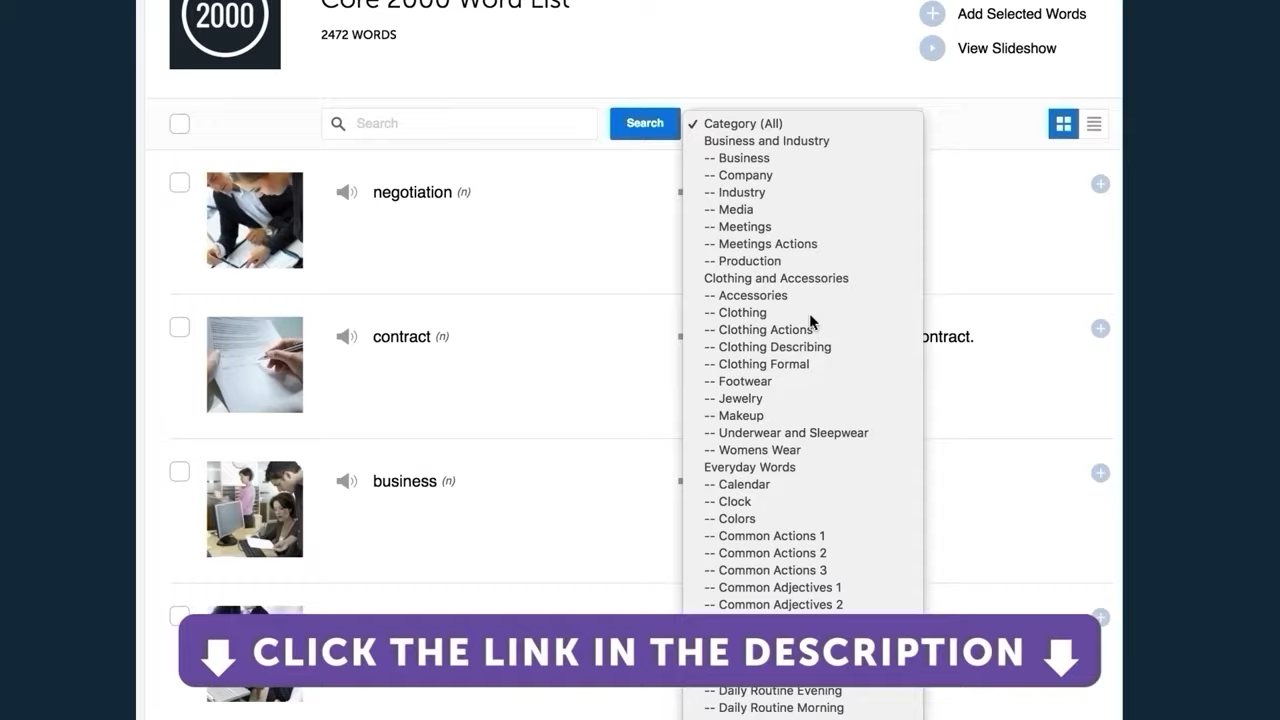 Core 2000 Word List
2000
2472 WORDS
Add Selected Words
View Slideshow
Search
Search
✓ Category (All)
Business and Industry
-- Business
-- Company
-- Industry
-- Media
-- Meetings
-- Meetings Actions
-- Production
Clothing and Accessories
-- Accessories
-- Clothing
-- Clothing Actions
-- Clothing Describing
-- Clothing Formal
-- Footwear
-- Jewelry
-- Makeup
-- Underwear and Sleepwear
-- Womens Wear
Everyday Words
-- Calendar
-- Clock
-- Colors
-- Common Actions 1
-- Common Actions 2
-- Common Actions 3
-- Common Adjectives 1
-- Common Adjectives 2
-- Daily Routine Evening
-- Daily Routine Morning
negotiation (n)
contract (n)
ontract.
business (n)
CLICK THE LINK IN THE DESCRIPTION